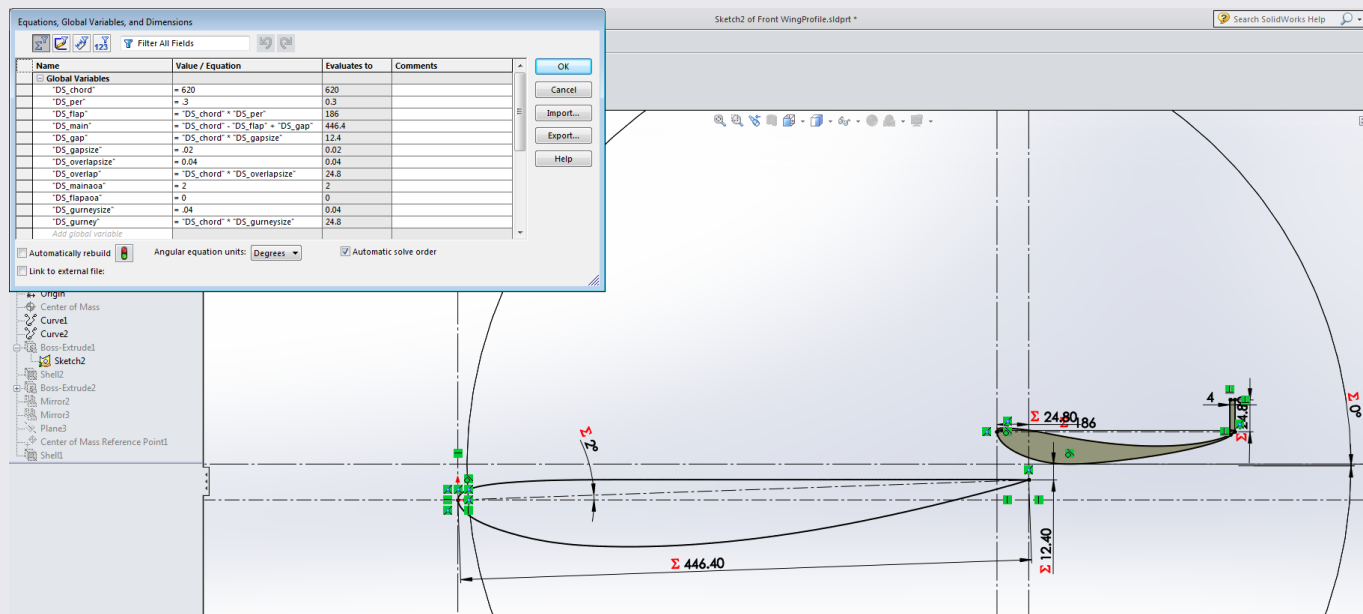 Equations, Global Variables, and Dimensions
Sketch2 of Front WingProfile.sldprt *
Search SolidWorks Help
Filter All Fields
Name Value / Equation Evaluates to Comments
Global Variables
"DS_chord" = 620 620
"DS_per" = .3 0.3
"DS_flap" = "DS_chord" * "DS_per" 186
"DS_main" = "DS_chord" - "DS_flap" + "DS_gap" 446.4
"DS_gap" = "DS_chord" * "DS_gapsize" 12.4
"DS_gapsize" = .02 0.02
"DS_overlapsize" = 0.04 0.04
"DS_overlap" = "DS_chord" * "DS_overlapsize" 24.8
"DS_mainaoa" = 2 2
"DS_flapaoa" = 0 0
"DS_gurneysize" = .04 0.04
"DS_gurney" = "DS_chord" * "DS_gurneysize" 24.8
Add global variable
OK
Cancel
Import...
Export...
Help
Automatically rebuild
Angular equation units: Degrees
Automatic solve order
Link to external file:
Origin
Center of Mass
Curve1
Curve2
Boss-Extrude1
Sketch2
Shell2
Boss-Extrude2
Mirror2
Mirror3
Plane3
Center of Mass Reference Point1
Shell1
Σ 2°
Σ 24.80
Σ 186
4
Σ 24.80
Σ 0°
Σ 12.40
Σ 446.40